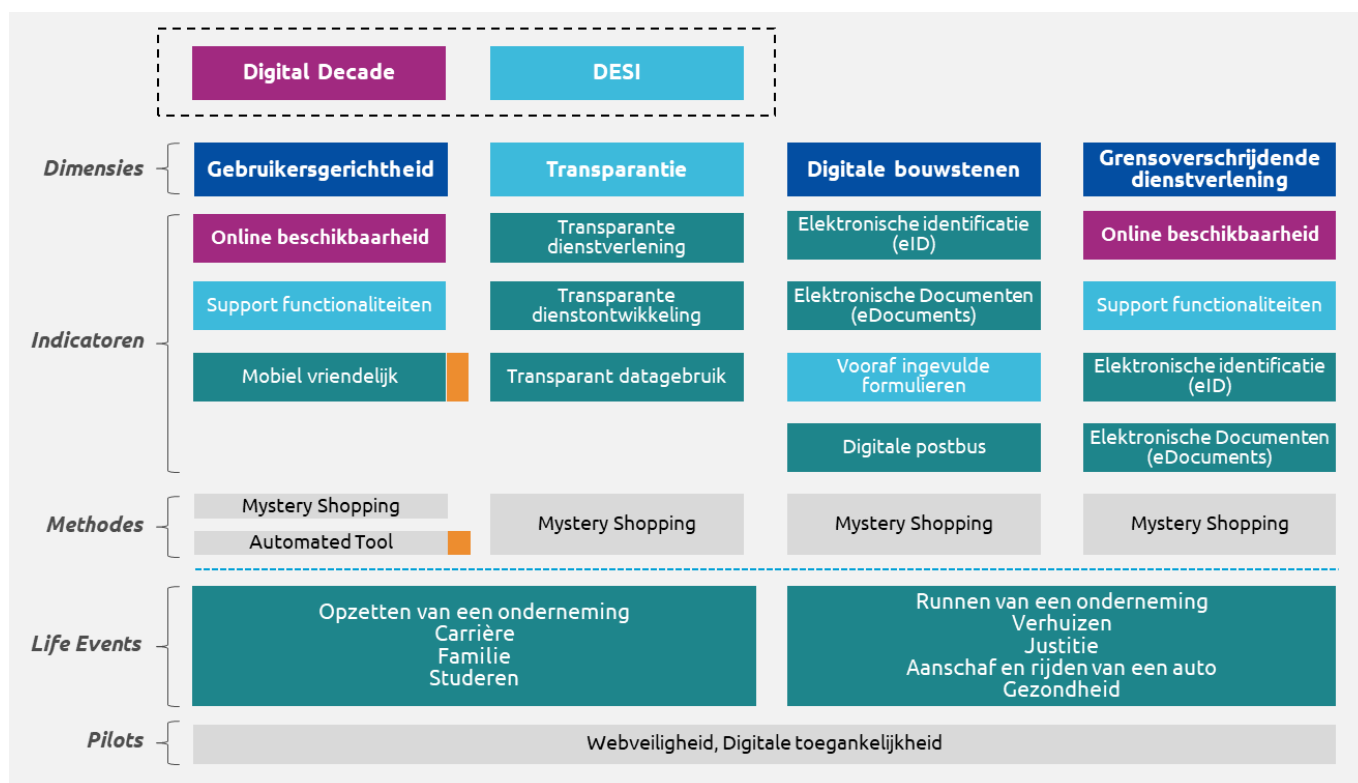 Digital Decade
DESI
Dimensies
Gebruikersgerichtheid
Transparantie
Digitale bouwstenen
Grensoverschrijdende
dienstverlening
Indicatoren
Online beschikbaarheid
Transparante
dienstverlening
Elektronische identificatie
(eID)
Online beschikbaarheid
Support functionaliteiten
Transparante
dienstontwikkeling
Elektronische Documenten
(eDocuments)
Support functionaliteiten
Mobiel vriendelijk
Transparant datagebruik
Vooraf ingevulde
formulieren
Elektronische identificatie
(eID)
Digitale postbus
Elektronische Documenten
(eDocuments)
Methodes
Mystery Shopping
Automated Tool
Mystery Shopping
Mystery Shopping
Mystery Shopping
Life Events
Opzetten van een onderneming
Carrière
Familie
Studeren
Runnen van een onderneming
Verhuizen
Justitie
Aanschaf en rijden van een auto
Gezondheid
Pilots
Webveiligheid, Digitale toegankelijkheid